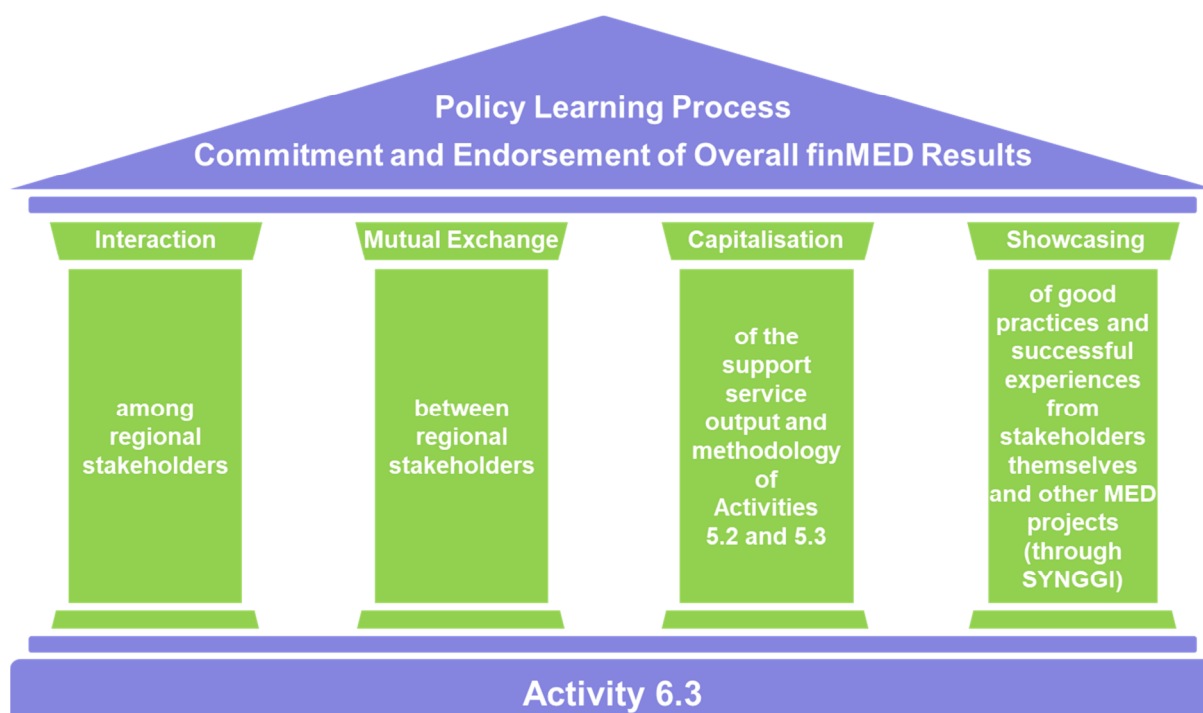 Policy Learning Process
Commitment and Endorsement of Overall finMED Results
Interaction
among
regional
stakeholders
Mutual Exchange
between
regional
stakeholders
Capitalisation
of the
support
service
output and
methodology
of
Activities
5.2 and 5.3
Showcasing
of good
practices and
successful
experiences
from
stakeholders
themselves
and other MED
projects
(through
SYNGGI)
Activity 6.3